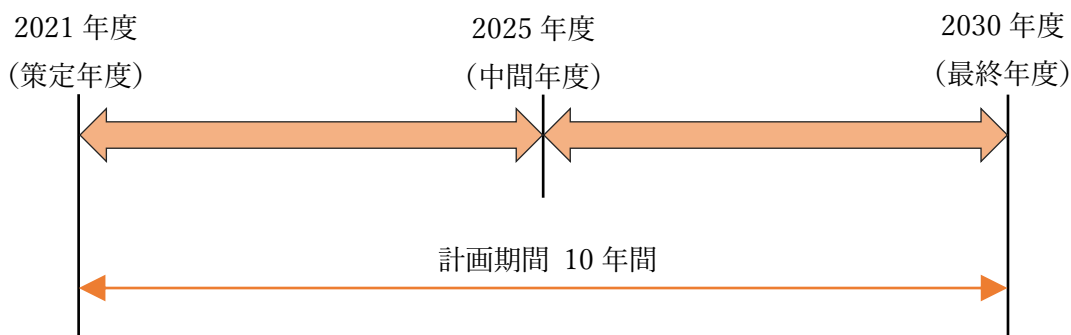 2021 年度
（策定年度）
2025 年度
（中間年度）
2030 年度
（最終年度）
計画期間 10 年間